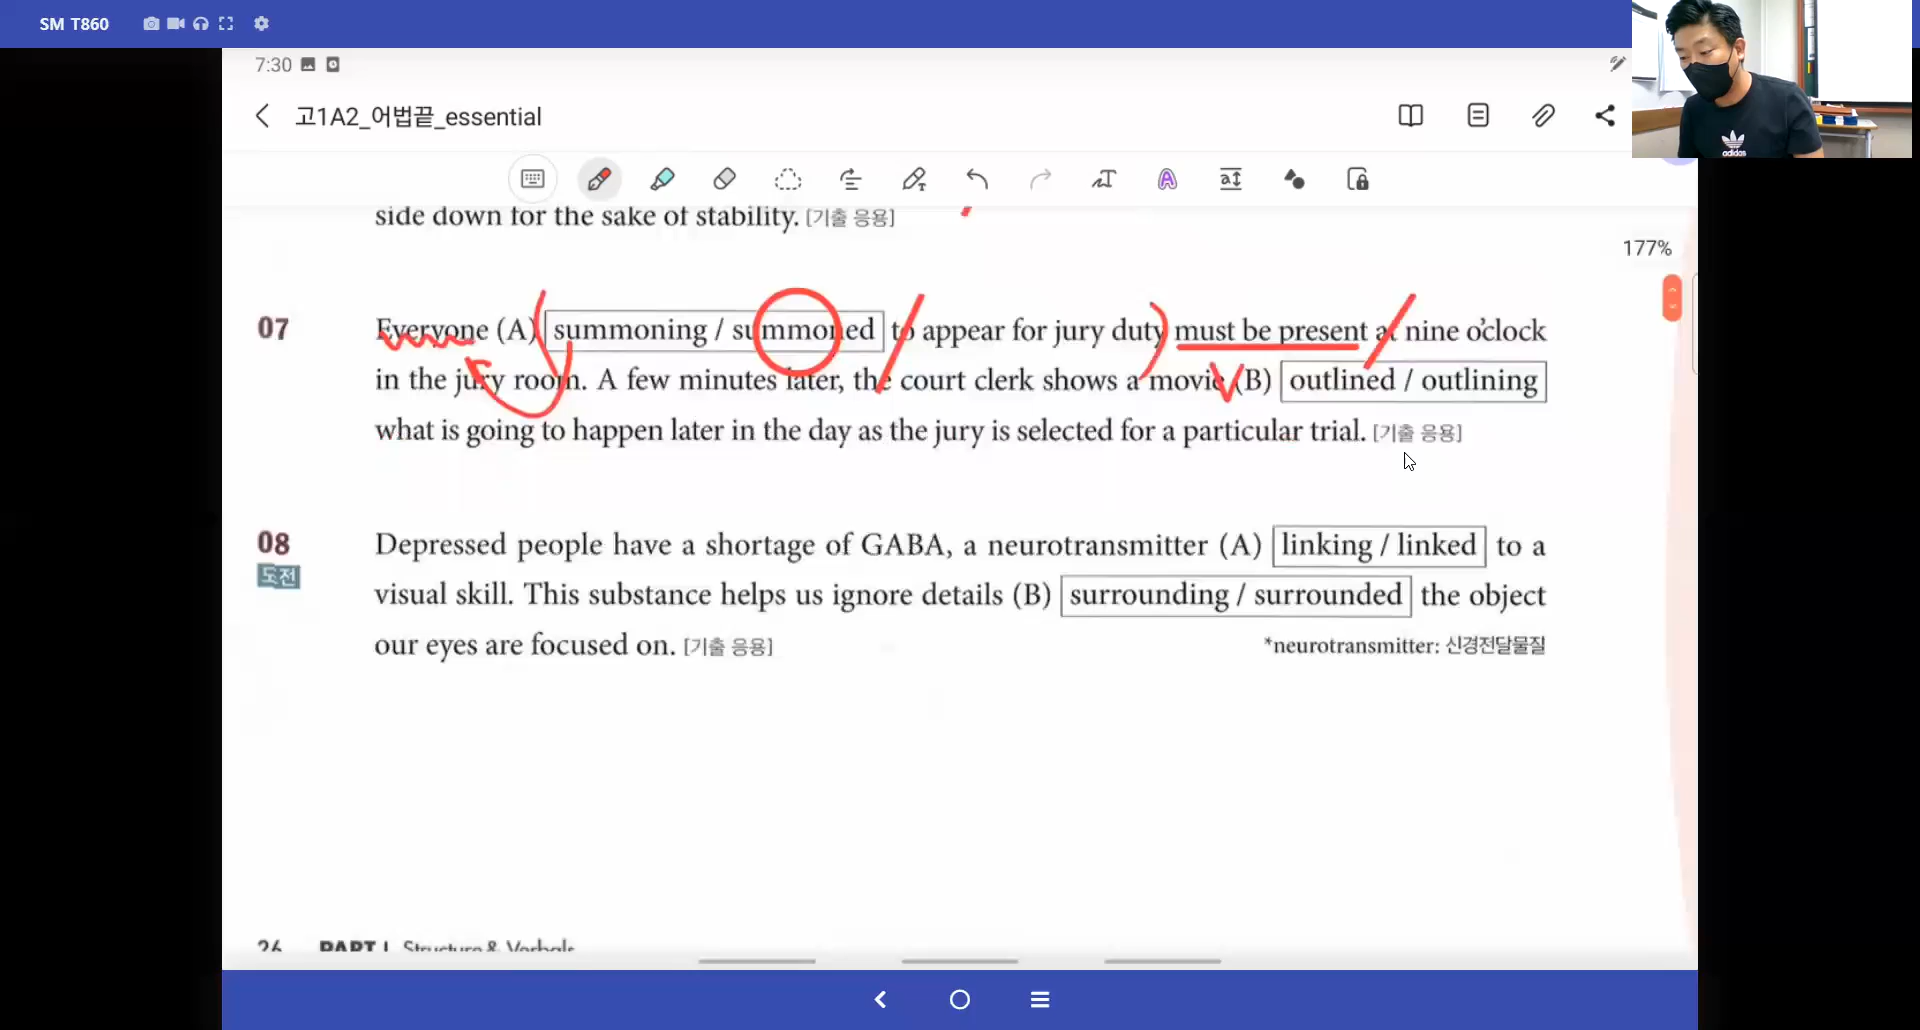 SM T860
7:30
고1A2_어법끝_essential
side down for the sake of stability. [기출 응용]
177%
07 Everyone (A) summoning / summoned to appear for jury duty must be present at nine o'clock
in the jury room. A few minutes later, the court clerk shows a movie (B) outlined / outlining
what is going to happen later in the day as the jury is selected for a particular trial. [기출 응용]
08 Depressed people have a shortage of GABA, a neurotransmitter (A) linking / linked to a
도전 visual skill. This substance helps us ignore details (B) surrounding / surrounded the object
our eyes are focused on. [기출 응용] *neurotransmitter: 신경전달물질
26 PART I Structure & Verbals
adidas